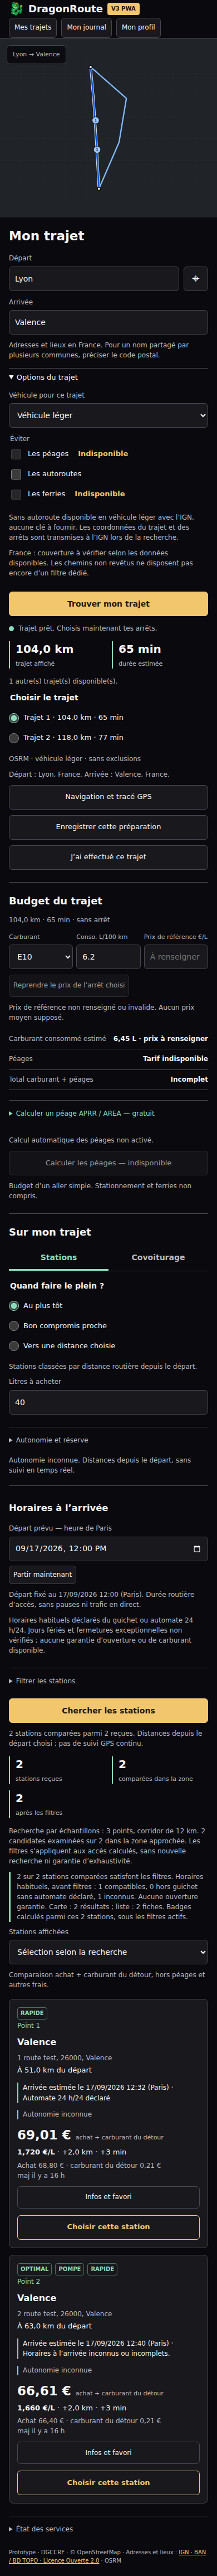 DragonRoute V3 PWA
Mes trajets
Mon journal
Mon profil
Lyon → Valence
Mon trajet
Départ
Lyon
Arrivée
Valence
Adresses et lieux en France. Pour un nom partagé par
plusieurs communes, préciser le code postal.
Options du trajet
Véhicule pour ce trajet
Véhicule léger
Éviter
Les péages Indisponible
Les autoroutes
Les ferries Indisponible
Sans autoroute disponible en véhicule léger avec l’IGN,
aucune clé à fournir. Les coordonnées du trajet et des
arrêts sont transmises à l’IGN lors de la recherche.
France : couverture à vérifier selon les données
disponibles. Les chemins non revêtus ne disposent pas
encore d’un filtre dédié.
Trouver mon trajet
Trajet prêt. Choisis maintenant tes arrêts.
104,0 km
trajet affiché
65 min
durée estimée
1 autre(s) trajet(s) disponible(s).
Choisir le trajet
Trajet 1 · 104,0 km · 65 min
Trajet 2 · 118,0 km · 77 min
OSRM · véhicule léger · sans exclusions
Départ : Lyon, France. Arrivée : Valence, France.
Navigation et tracé GPS
Enregistrer cette préparation
J’ai effectué ce trajet
Budget du trajet
104,0 km · 65 min · sans arrêt
Carburant
Conso. L/100 km
Prix de référence €/L
E10
6.2
À renseigner
Reprendre le prix de l’arrêt choisi
Prix de référence non renseigné ou invalide. Aucun prix
moyen supposé.
Carburant consommé estimé 6,45 L · prix à renseigner
Péages Tarif indisponible
Total carburant + péages Incomplet
Calculer un péage APRR / AREA — gratuit
Calcul automatique des péages non activé.
Calculer les péages — indisponible
Budget d’un aller simple. Stationnement et ferries non
compris.
Sur mon trajet
Stations
Covoiturage
Quand faire le plein ?
Au plus tôt
Bon compromis proche
Vers une distance choisie
Stations classées par distance routière depuis le départ.
Litres à acheter
40
Autonomie et réserve
Autonomie inconnue. Distances depuis le départ, sans
suivi en temps réel.
Horaires à l’arrivée
Départ prévu — heure de Paris
09/17/2026, 12:00 PM
Partir maintenant
Départ fixé au 17/09/2026 12:00 (Paris). Durée routière
d’accès, sans pauses ni trafic en direct.
Horaires habituels déclarés du guichet ou automate 24
h/24. Jours fériés et fermetures exceptionnelles non
vérifiés ; aucune garantie d’ouverture ou de carburant
disponible.
Filtrer les stations
Chercher les stations
2 stations comparées parmi 2 reçues. Distances depuis le
départ choisi ; pas de suivi GPS continu.
2
stations reçues
2
comparées dans la zone
2
après les filtres
Recherche par échantillons : 3 points, corridor de 12 km. 2
candidates examinées sur 2 dans la zone approchée. Les
filtres s’appliquent aux accès calculés, sans nouvelle
recherche ni garantie d’exhaustivité.
2 sur 2 stations comparées satisfont les filtres. Horaires
habituels, avant filtres : 1 compatibles, 0 hors guichet
sans automate déclaré, 1 inconnus. Aucune ouverture
garantie. Carte : 2 résultats ; liste : 2 fiches. Badges
calculés parmi ces 2 stations, sous les filtres actifs.
Stations affichées
Sélection selon la recherche
Comparaison achat + carburant du détour, hors péages et
autres frais.
RAPIDE
Point 1
Valence
1 route test, 26000, Valence
À 51,0 km du départ
Arrivée estimée le 17/09/2026 12:32 (Paris) ·
Automate 24 h/24 déclaré
Autonomie inconnue
69,01 € achat + carburant du détour
1,720 €/L · +2,0 km · +3 min
Achat 68,80 € · carburant du détour 0,21 €
maj il y a 16 h
Infos et favori
Choisir cette station
OPTIMAL POMPE RAPIDE
Point 2
Valence
2 route test, 26000, Valence
À 63,0 km du départ
Arrivée estimée le 17/09/2026 12:40 (Paris) ·
Horaires à l’arrivée inconnus ou incomplets.
Autonomie inconnue
66,61 € achat + carburant du détour
1,660 €/L · +2,0 km · +3 min
Achat 66,40 € · carburant du détour 0,21 €
maj il y a 16 h
Infos et favori
Choisir cette station
État des services
Prototype · DGCCRF · © OpenStreetMap · Adresses et lieux : IGN · BAN
/ BD TOPO · Licence Ouverte 2.0 · OSRM